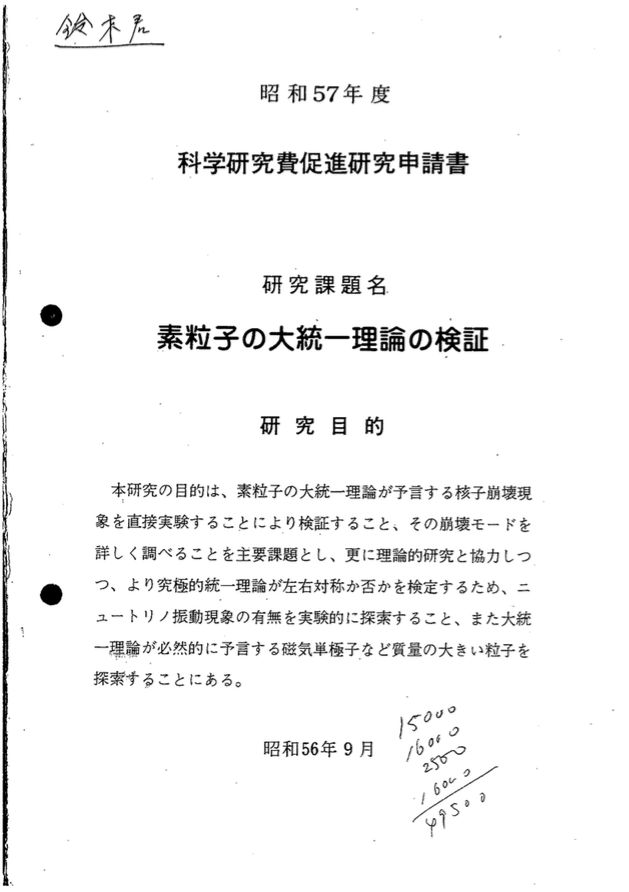 鈴木君
昭和57年度
科学研究費促進研究申請書
研究課題名
素粒子の大統一理論の検証
研究目的
本研究の目的は、素粒子の大統一理論が予言する核子崩壊現
象を直接実験することにより検証すること、その崩壊モードを
詳しく調べることを主要課題とし、更に理論的研究と協力しつ
つ、より究極的統一理論が左右対称か否かを検定するため、ニ
ュートリノ振動現象の有無を実験的に探索すること、また大統
一理論が必然的に予言する磁気単極子など質量の大きい粒子を
探索することにある。
昭和56年9月
15000
16000
2500
16000
49500